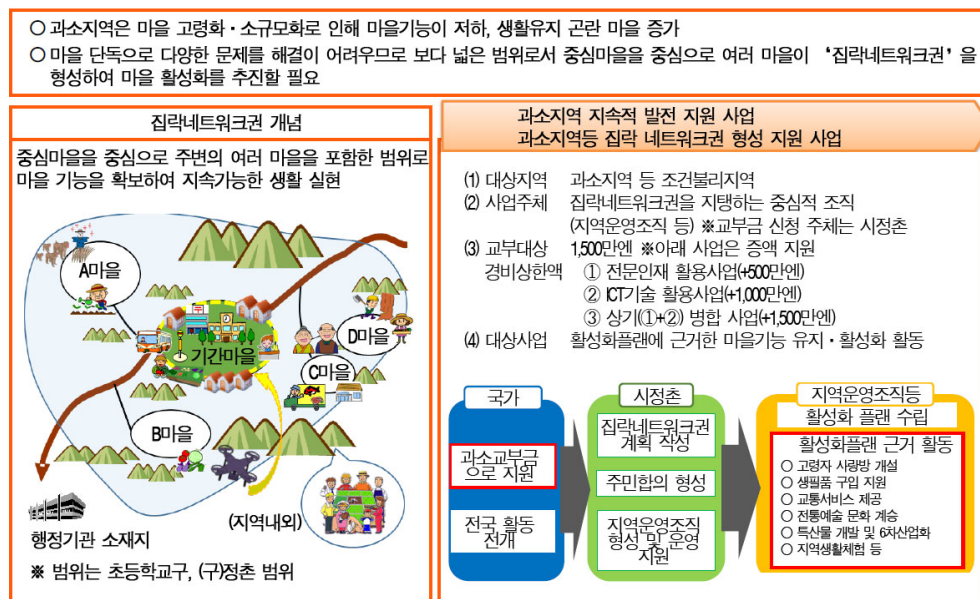 ○ 과소지역은 마을 고령화·소규모화로 인해 마을기능이 저하, 생활유지 곤란 마을 증가
○ 마을 단독으로 다양한 문제를 해결이 어려우므로 보다 넓은 범위로서 중심마을을 중심으로 여러 마을이 ‘집락네트워크권’을
형성하여 마을 활성화를 추진할 필요
집락네트워크권 개념
중심마을을 중심으로 주변의 여러 마을을 포함한 범위로
마을 기능을 확보하여 지속가능한 생활 실현
A마을
기간마을
D마을
C마을
B마을
(지역내외)
행정기관 소재지
※ 범위는 초등학교구, (구)정촌 범위
과소지역 지속적 발전 지원 사업
과소지역등 집락 네트워크권 형성 지원 사업
(1) 대상지역 과소지역 등 조건불리지역
(2) 사업주체 집락네트워크권을 지탱하는 중심적 조직
(지역운영조직 등) ※교부금 신청 주체는 시정촌
(3) 교부대상 1,500만엔 ※아래 사업은 증액 지원
경비상한액 ① 전문인재 활용사업(+500만엔)
② ICT기술 활용사업(+1,000만엔)
③ 상기(①+②) 병합 사업(+1,500만엔)
(4) 대상사업 활성화플랜에 근거한 마을기능 유지·활성화 활동
국가
과소교부금
으로 지원
전국 활동
전개
시정촌
집락네트워크권
계획 작성
주민합의 형성
지역운영조직
형성 및 운영
지원
지역운영조직등
활성화 플랜 수립
활성화플랜 근거 활동
○ 고령자 사랑방 개설
○ 생필품 구입 지원
○ 교통서비스 제공
○ 전통예술 문화 계승
○ 특산물 개발 및 6차산업화
○ 지역생활체험 등